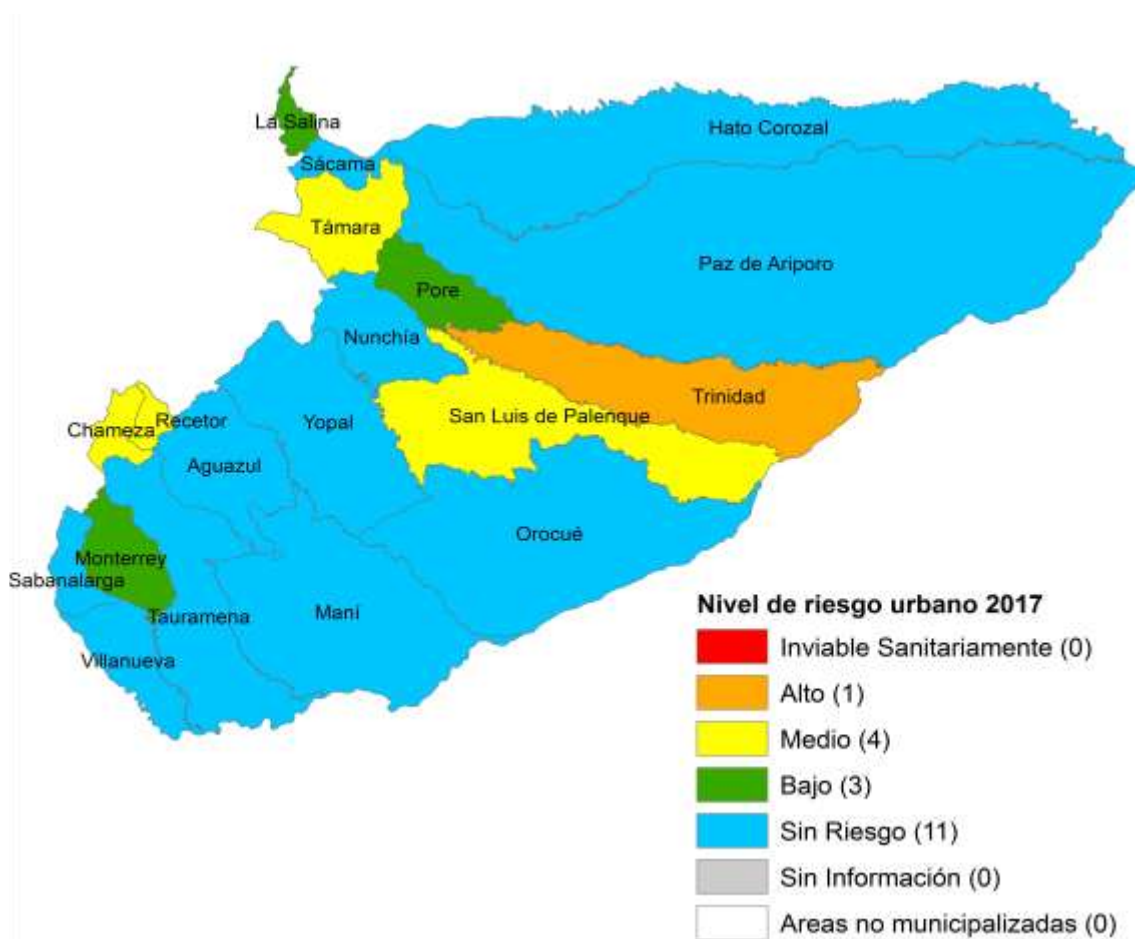 La Salina
Hato Corozal
Sácama
Támara
Paz de Ariporo
Pore
Nunchía
Trinidad
San Luis de Palenque
Recetor
Yopal
Chameza
Aguazul
Orocué
Monterrey
Sabanalarga
Tauramena
Maní
Villanueva
Nivel de riesgo urbano 2017
Inviable Sanitariamente (0)
Alto (1)
Medio (4)
Bajo (3)
Sin Riesgo (11)
Sin Información (0)
Areas no municipalizadas (0)